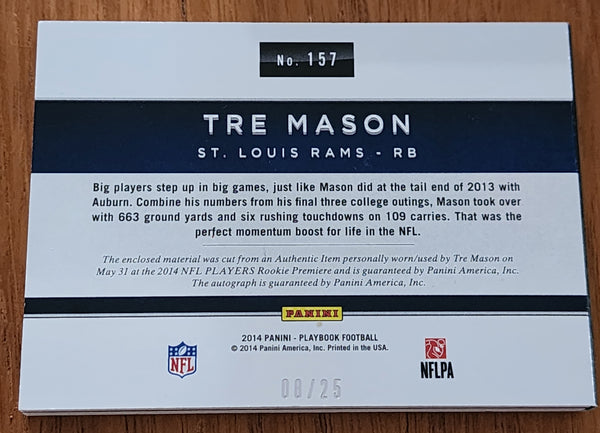 No. 157
TRE MASON
ST. LOUIS RAMS - RB
Big players step up in big games, just like Mason did at the tail end of 2013 with
Auburn. Combine his numbers from his final three college outings, Mason took over
with 663 ground yards and six rushing touchdowns on 109 carries. That was the
perfect momentum boost for life in the NFL.
The enclosed material was cut from an Authentic Item personally worn/used by Tre Mason on
May 31 at the 2014 NFL PLAYERS Rookie Premiere and is guaranteed by Panini America, Inc.
The autograph is guaranteed by Panini America, Inc.
PANINI
2014 PANINI - PLAYBOOK FOOTBALL
© 2014 Panini America, Inc. Printed in the USA.
NFL
NFLPA
08/25